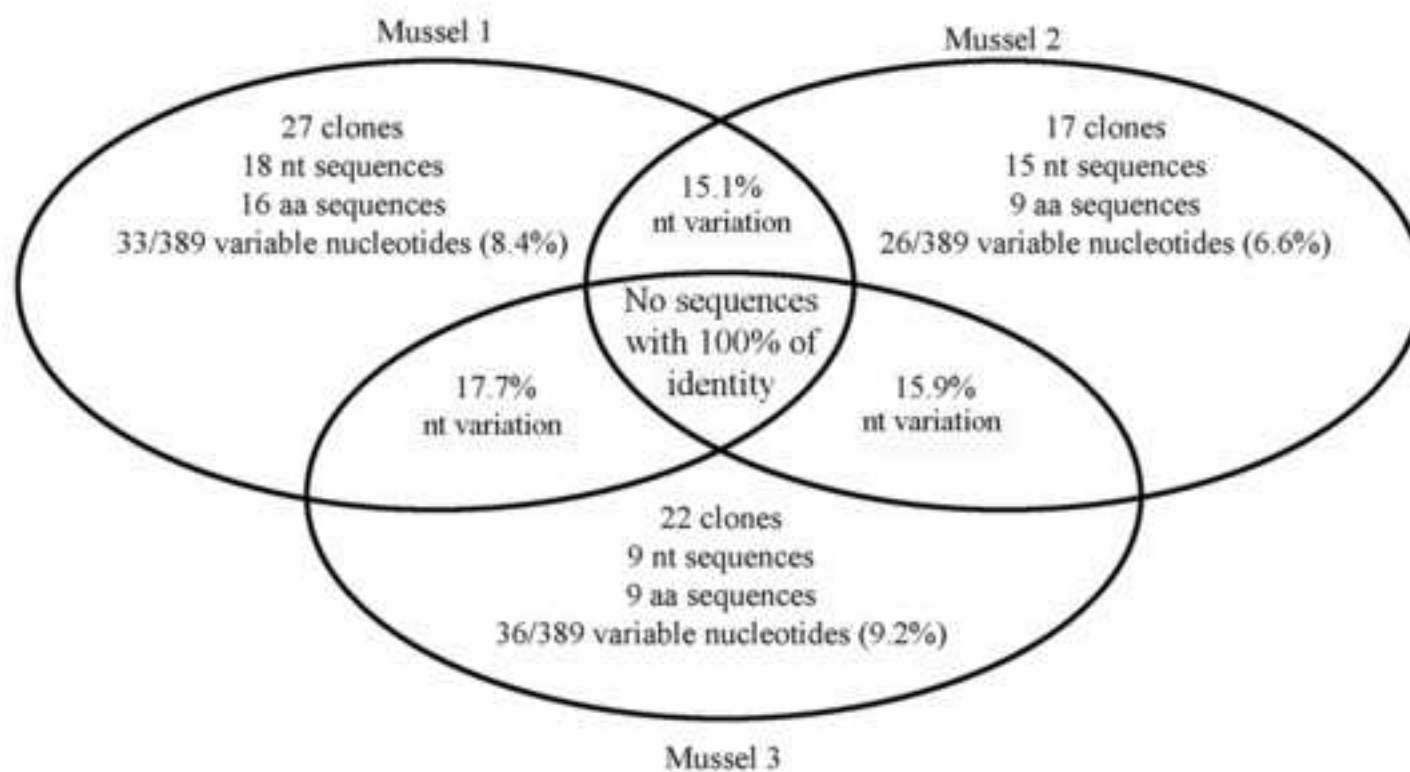 Mussel 1
Mussel 2
27 clones
18 nt sequences
16 aa sequences
33/389 variable nucleotides (8.4%)
15.1%
nt variation
17 clones
15 nt sequences
9 aa sequences
26/389 variable nucleotides (6.6%)
No sequences
with 100% of
identity
17.7%
nt variation
15.9%
nt variation
22 clones
9 nt sequences
9 aa sequences
36/389 variable nucleotides (9.2%)
Mussel 3